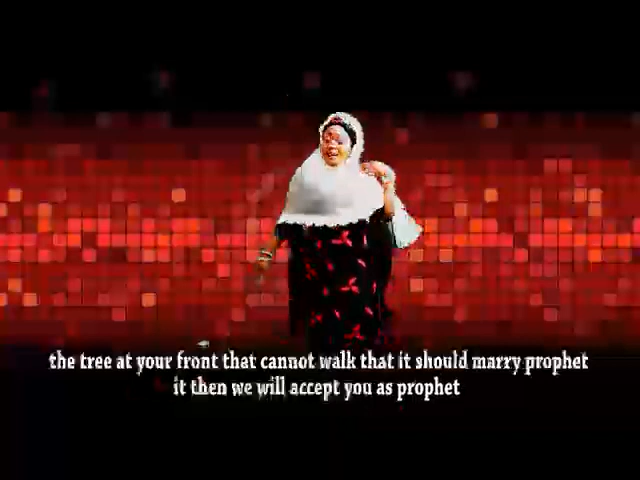 the tree at your front that cannot walk that it should marry prophet
it then we will accept you as prophet